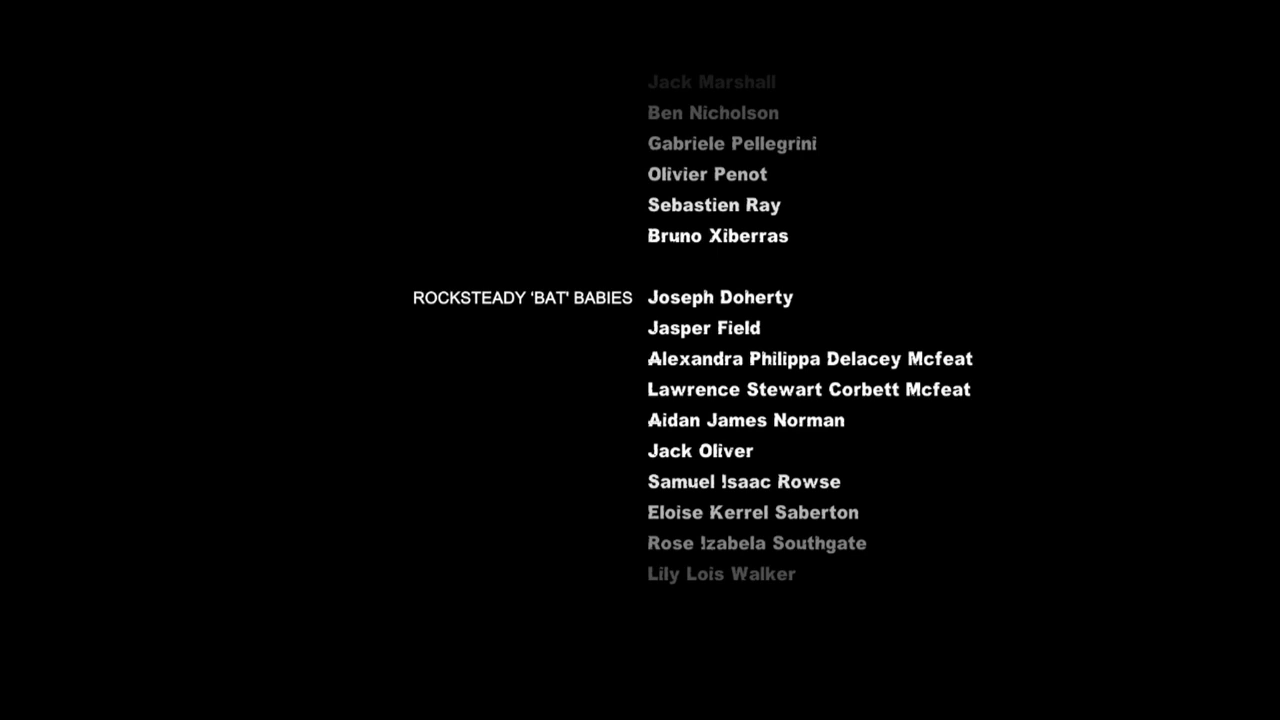 Jack Marshall
Ben Nicholson
Gabriele Pellegrini
Olivier Penot
Sebastien Ray
Bruno Xiberras
ROCKSTEADY 'BAT' BABIES Joseph Doherty
Jasper Field
Alexandra Philippa Delacey Mcfeat
Lawrence Stewart Corbett Mcfeat
Aidan James Norman
Jack Oliver
Samuel Isaac Rowse
Eloise Kerrel Saberton
Rose Izabela Southgate
Lily Lois Walker